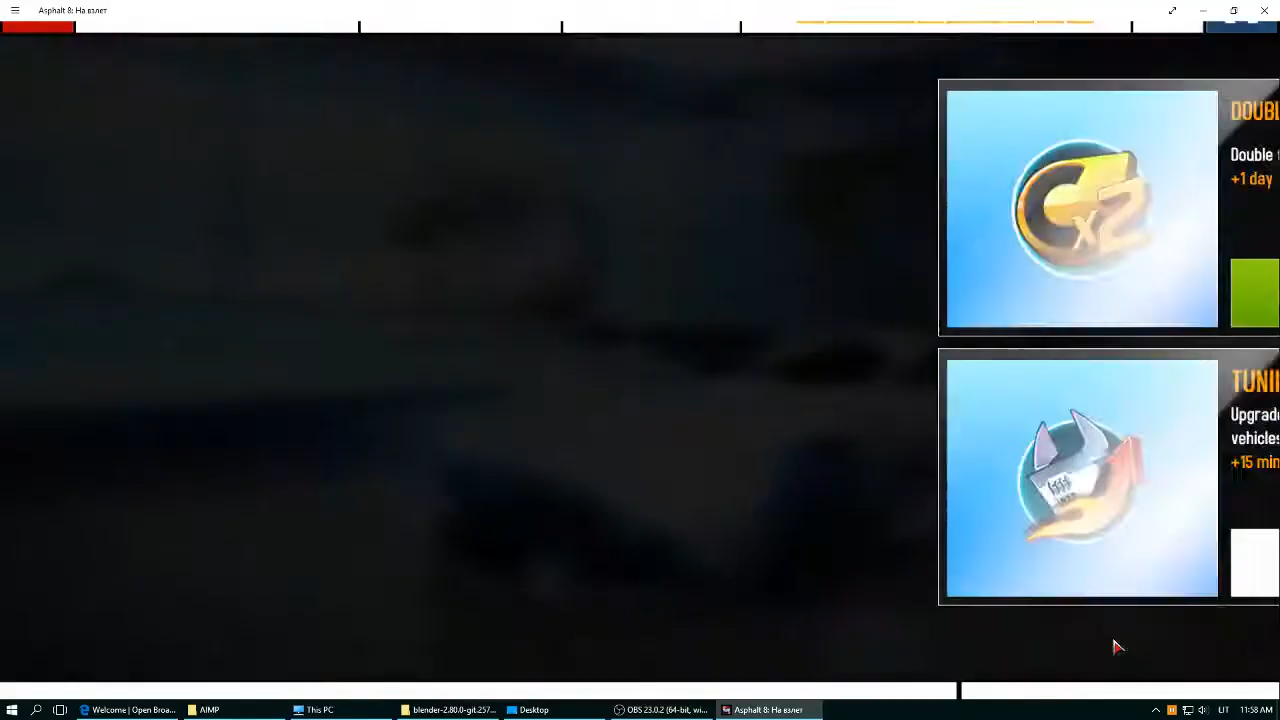 Asphalt 8: На взлет
Double
+1 day
x2
Upgrade
vehicles
+15 min
Welcome | Open Broa...
AIMP
This PC
blender-2.80.0-git.257...
Desktop
OBS 23.0.2 (64-bit, wi...
Asphalt 8: На взлет
LIT
11:58 AM